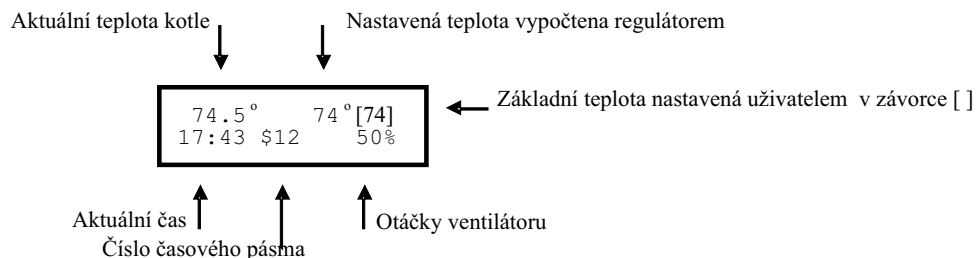 Aktuální teplota kotle
Nastavená teplota vypočtena regulátorem
74.5° 74°[74]
Základní teplota nastavená uživatelem v závorce [ ]
17:43 $12 50%
Aktuální čas
Otáčky ventilátoru
Číslo časového pásma